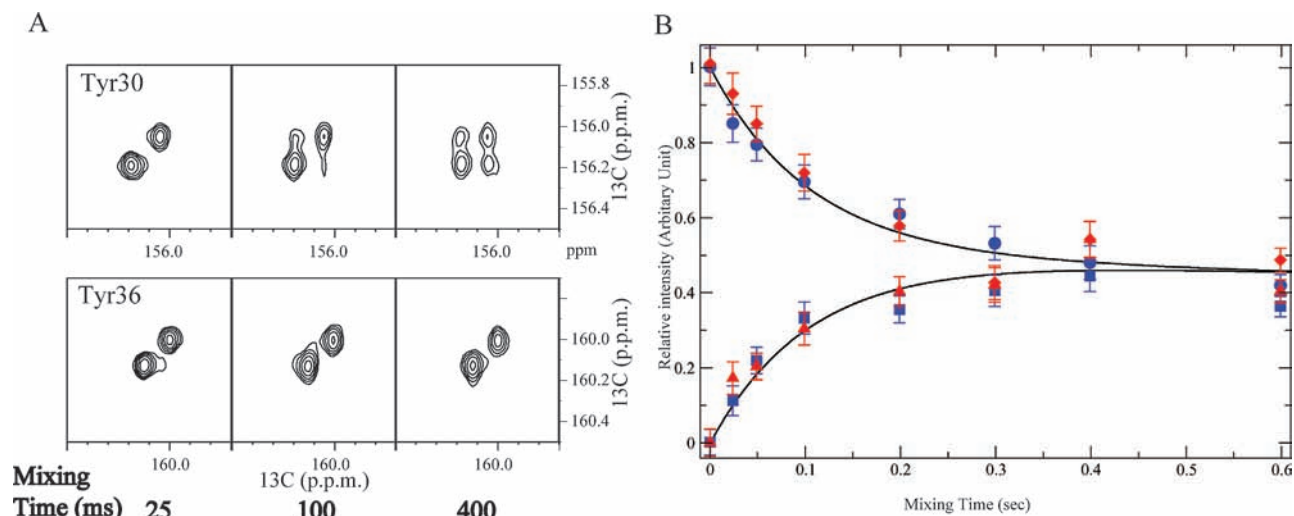 A
Tyr30
155.8
156.0
156.2
156.4
13C (p.p.m.)
156.0
156.0
156.0
ppm
Tyr36
160.0
160.2
160.4
13C (p.p.m.)
160.0
160.0
160.0
13C (p.p.m.)
Mixing
Time (ms) 25 100 400
B
1
0.8
0.6
0.4
0.2
0
Relative intensity (Arbitary Unit)
0 0.1 0.2 0.3 0.4 0.5 0.6
Mixing Time (sec)